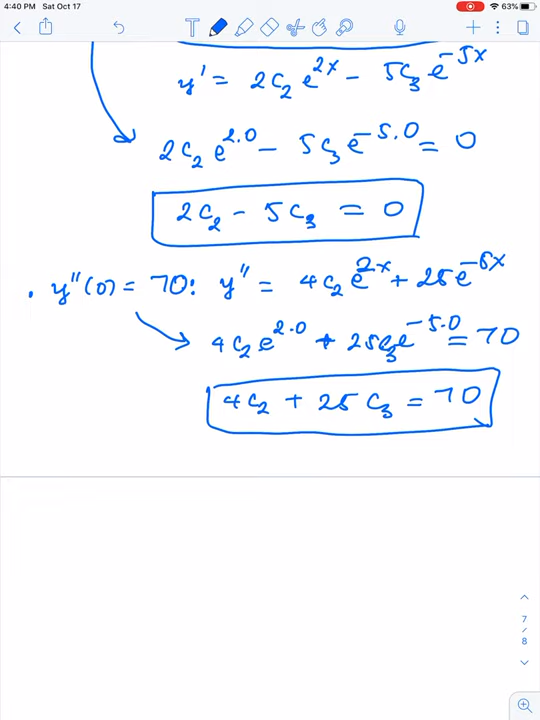 4:40 PM Sat Oct 17 63%
y' = 2c₂e^2x − 5c₃e^−5x
2c₂e^2.0 − 5c₃e^−5.0 = 0
2c₂ − 5c₃ = 0
. y''(0) = 70: y'' = 4c₂e^2x + 25e^−5x
4c₂e^2.0 + 25c₃e^−5.0 = 70
4c₂ + 25c₃ = 70
7
/
8